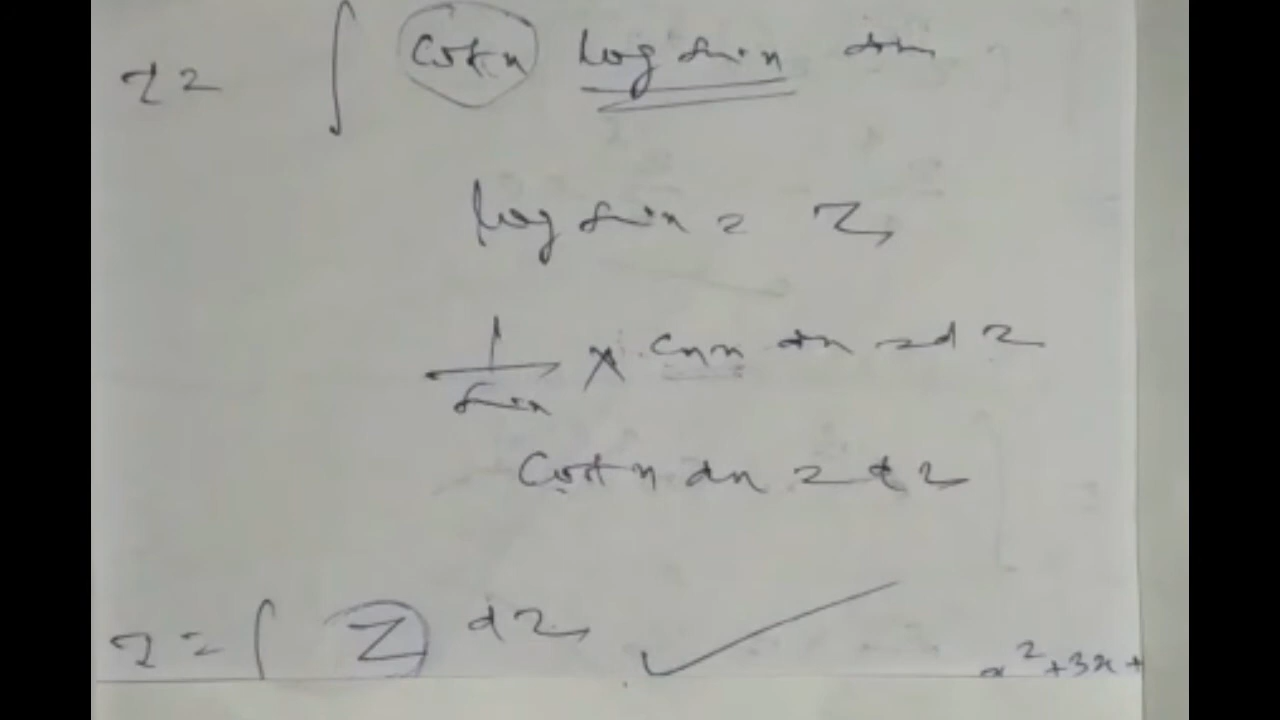 I = ∫ cotx log sinx dx
log sinx = z
1/sinx × cosx dx = dz
cotx dx = dz
I = ∫ z dz
x² + 3x +